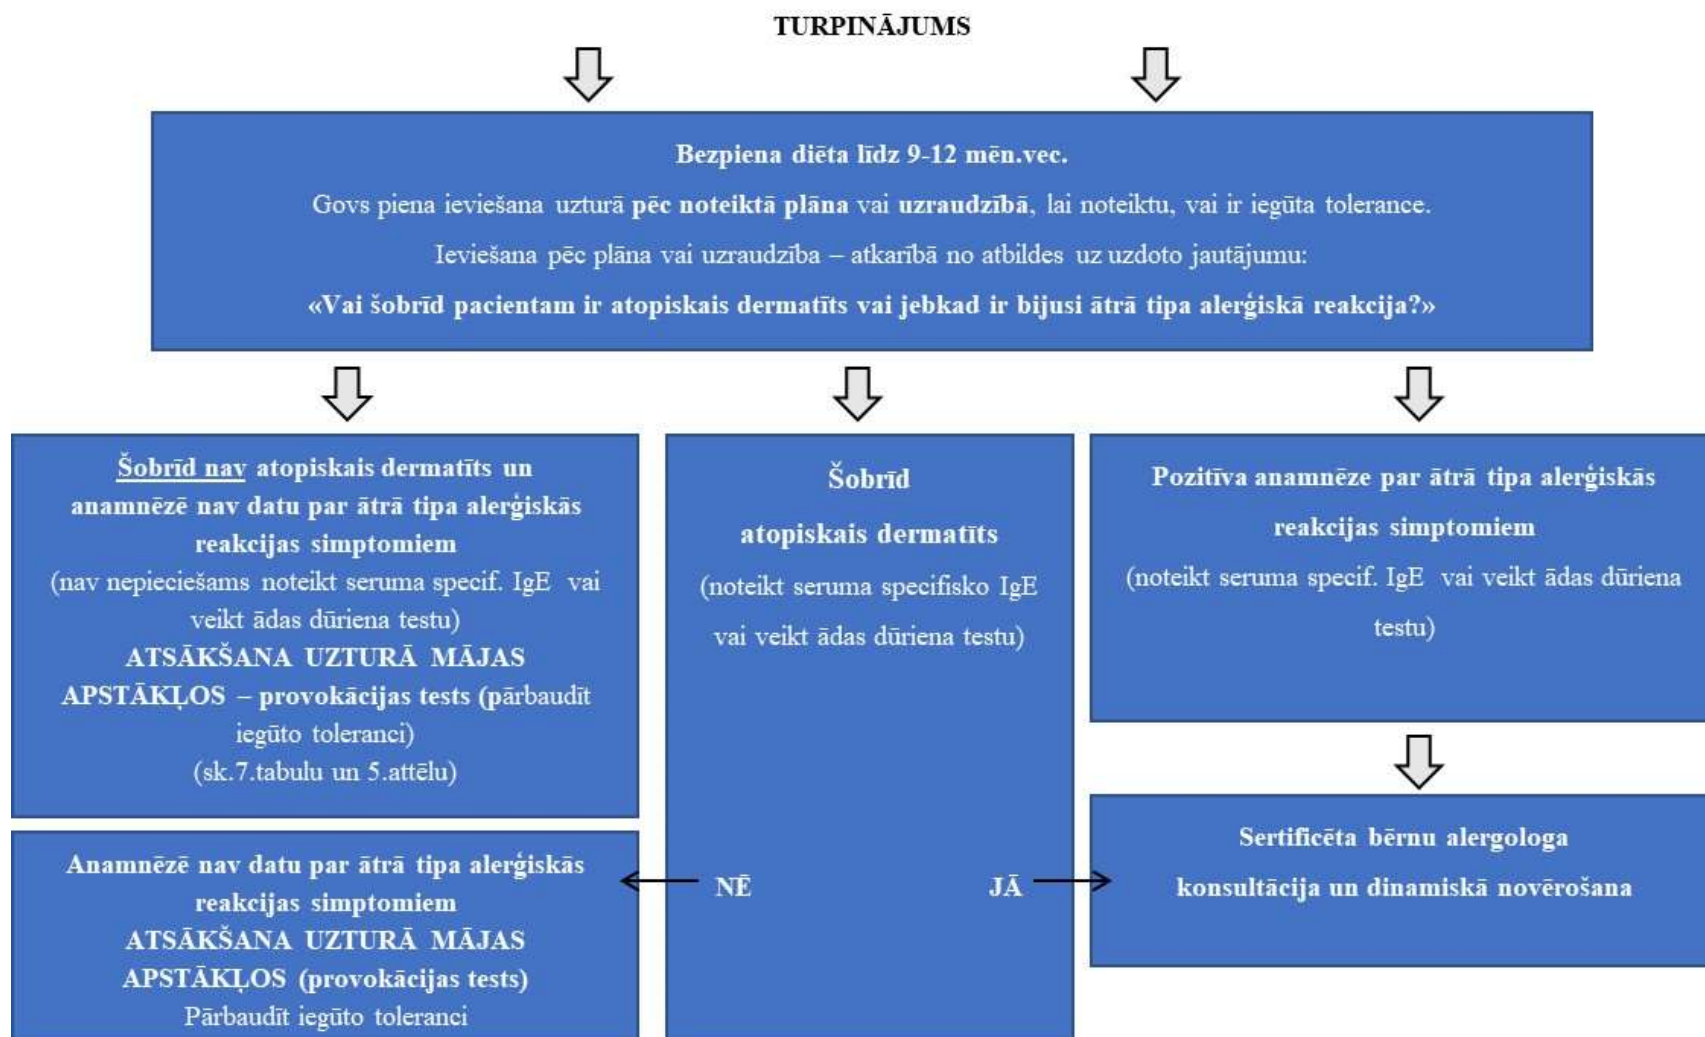 TURPINĀJUMS
Bezpiena diēta līdz 9-12 mēn.vec.
Govs piena ieviešana uzturā pēc noteiktā plāna vai uzraudzībā, lai noteiktu, vai ir iegūta tolerance.
Ieviešana pēc plāna vai uzraudzība – atkarībā no atbildes uz uzdoto jautājumu:
«Vai šobrīd pacientam ir atopiskais dermatīts vai jebkad ir bijusi ātrā tipa alerģiskā reakcija?»
Šobrīd nav atopiskais dermatīts un
anamnēzē nav datu par ātrā tipa alerģiskās
reakcijas simptomiem
(nav nepieciešams noteikt seruma specif. IgE vai
veikt ādas dūriena testu)
ATSĀKŠANA UZTURĀ MĀJAS
APSTĀKĻOS – provokācijas tests (pārbaudīt
iegūto toleranci)
(sk.7.tabulu un 5.attēlu)
Anamnēzē nav datu par ātrā tipa alerģiskās
reakcijas simptomiem
ATSĀKŠANA UZTURĀ MĀJAS
APSTĀKĻOS (provokācijas tests)
Pārbaudīt iegūto toleranci
Šobrīd
atopiskais dermatīts
(noteikt seruma specifisko IgE
vai veikt ādas dūriena testu)
NĒ JĀ
Pozitīva anamnēze par ātrā tipa alerģiskās
reakcijas simptomiem
(noteikt seruma specif. IgE vai veikt ādas dūriena
testu)
Sertificēta bērnu alergologa
konsultācija un dinamiskā novērošana